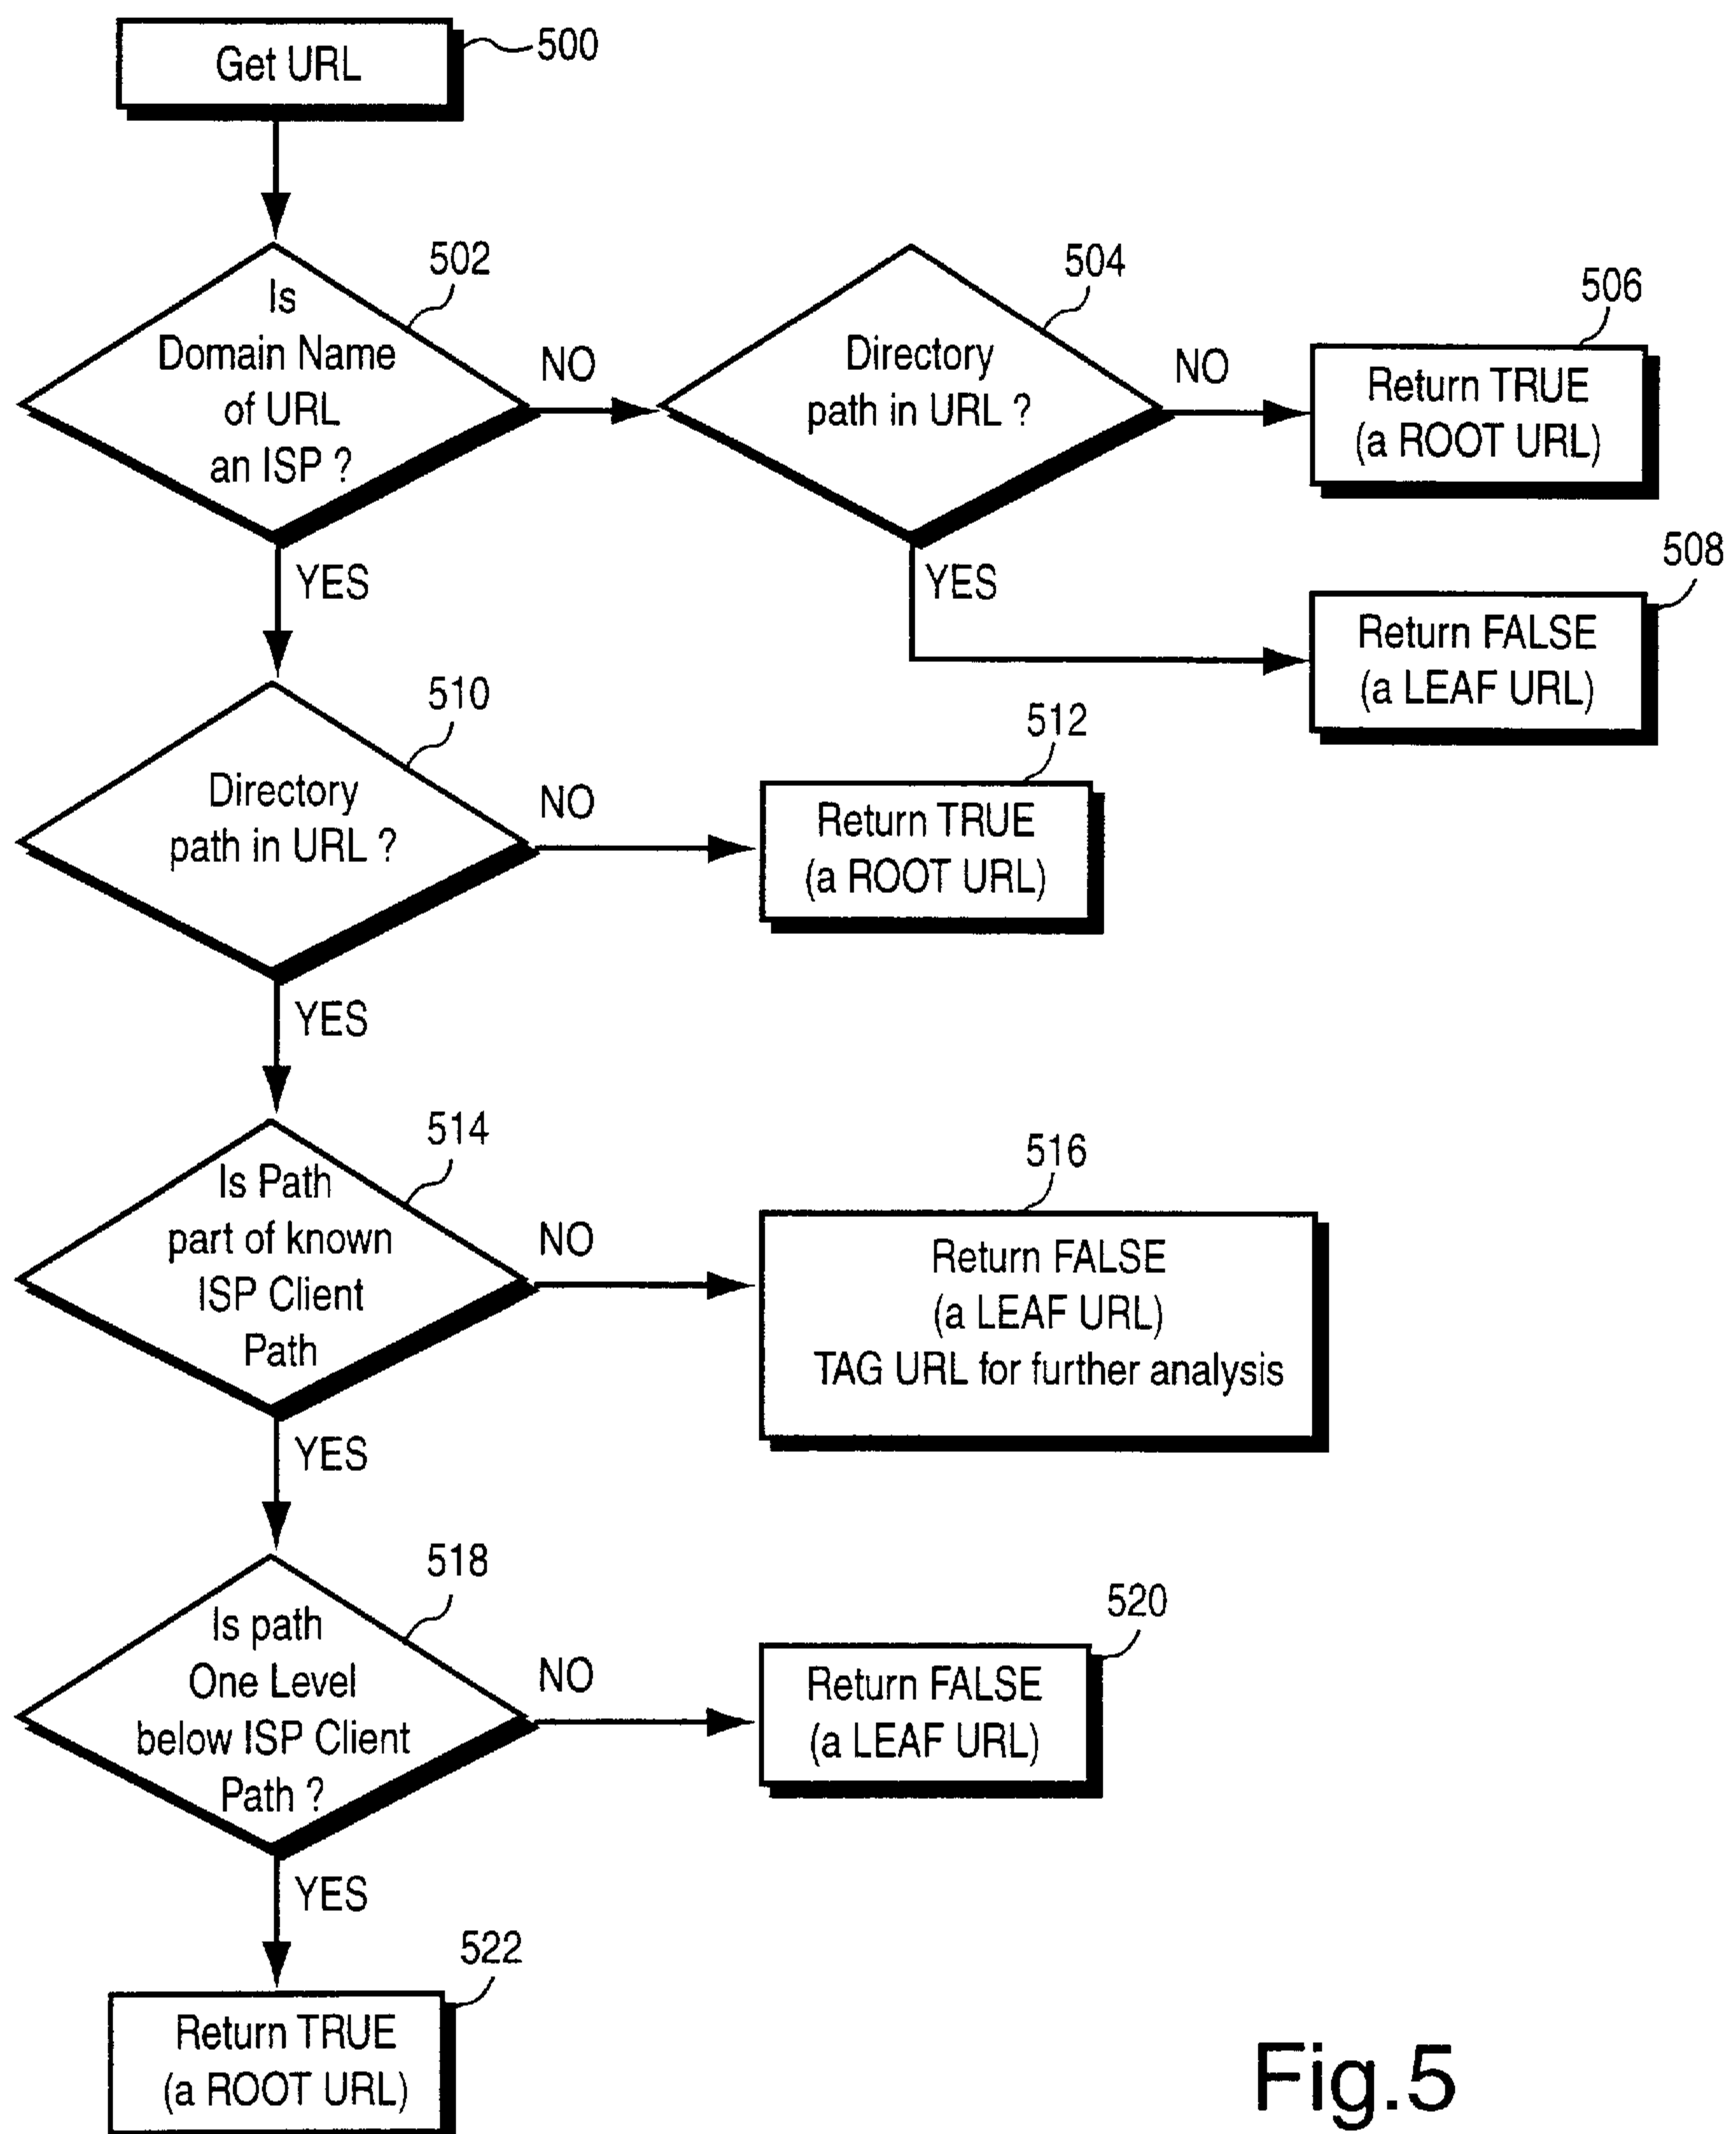 Get URL
500
Is
Domain Name
of URL
an ISP ?
502
NO
YES
Directory
path in URL ?
504
NO
YES
Return TRUE
(a ROOT URL)
506
Return FALSE
(a LEAF URL)
508
Directory
path in URL ?
510
NO
YES
Return TRUE
(a ROOT URL)
512
Is Path
part of known
ISP Client
Path
514
NO
YES
Return FALSE
(a LEAF URL)
TAG URL for further analysis
516
Is path
One Level
below ISP Client
Path ?
518
NO
YES
Return FALSE
(a LEAF URL)
520
Return TRUE
(a ROOT URL)
522
Fig.5